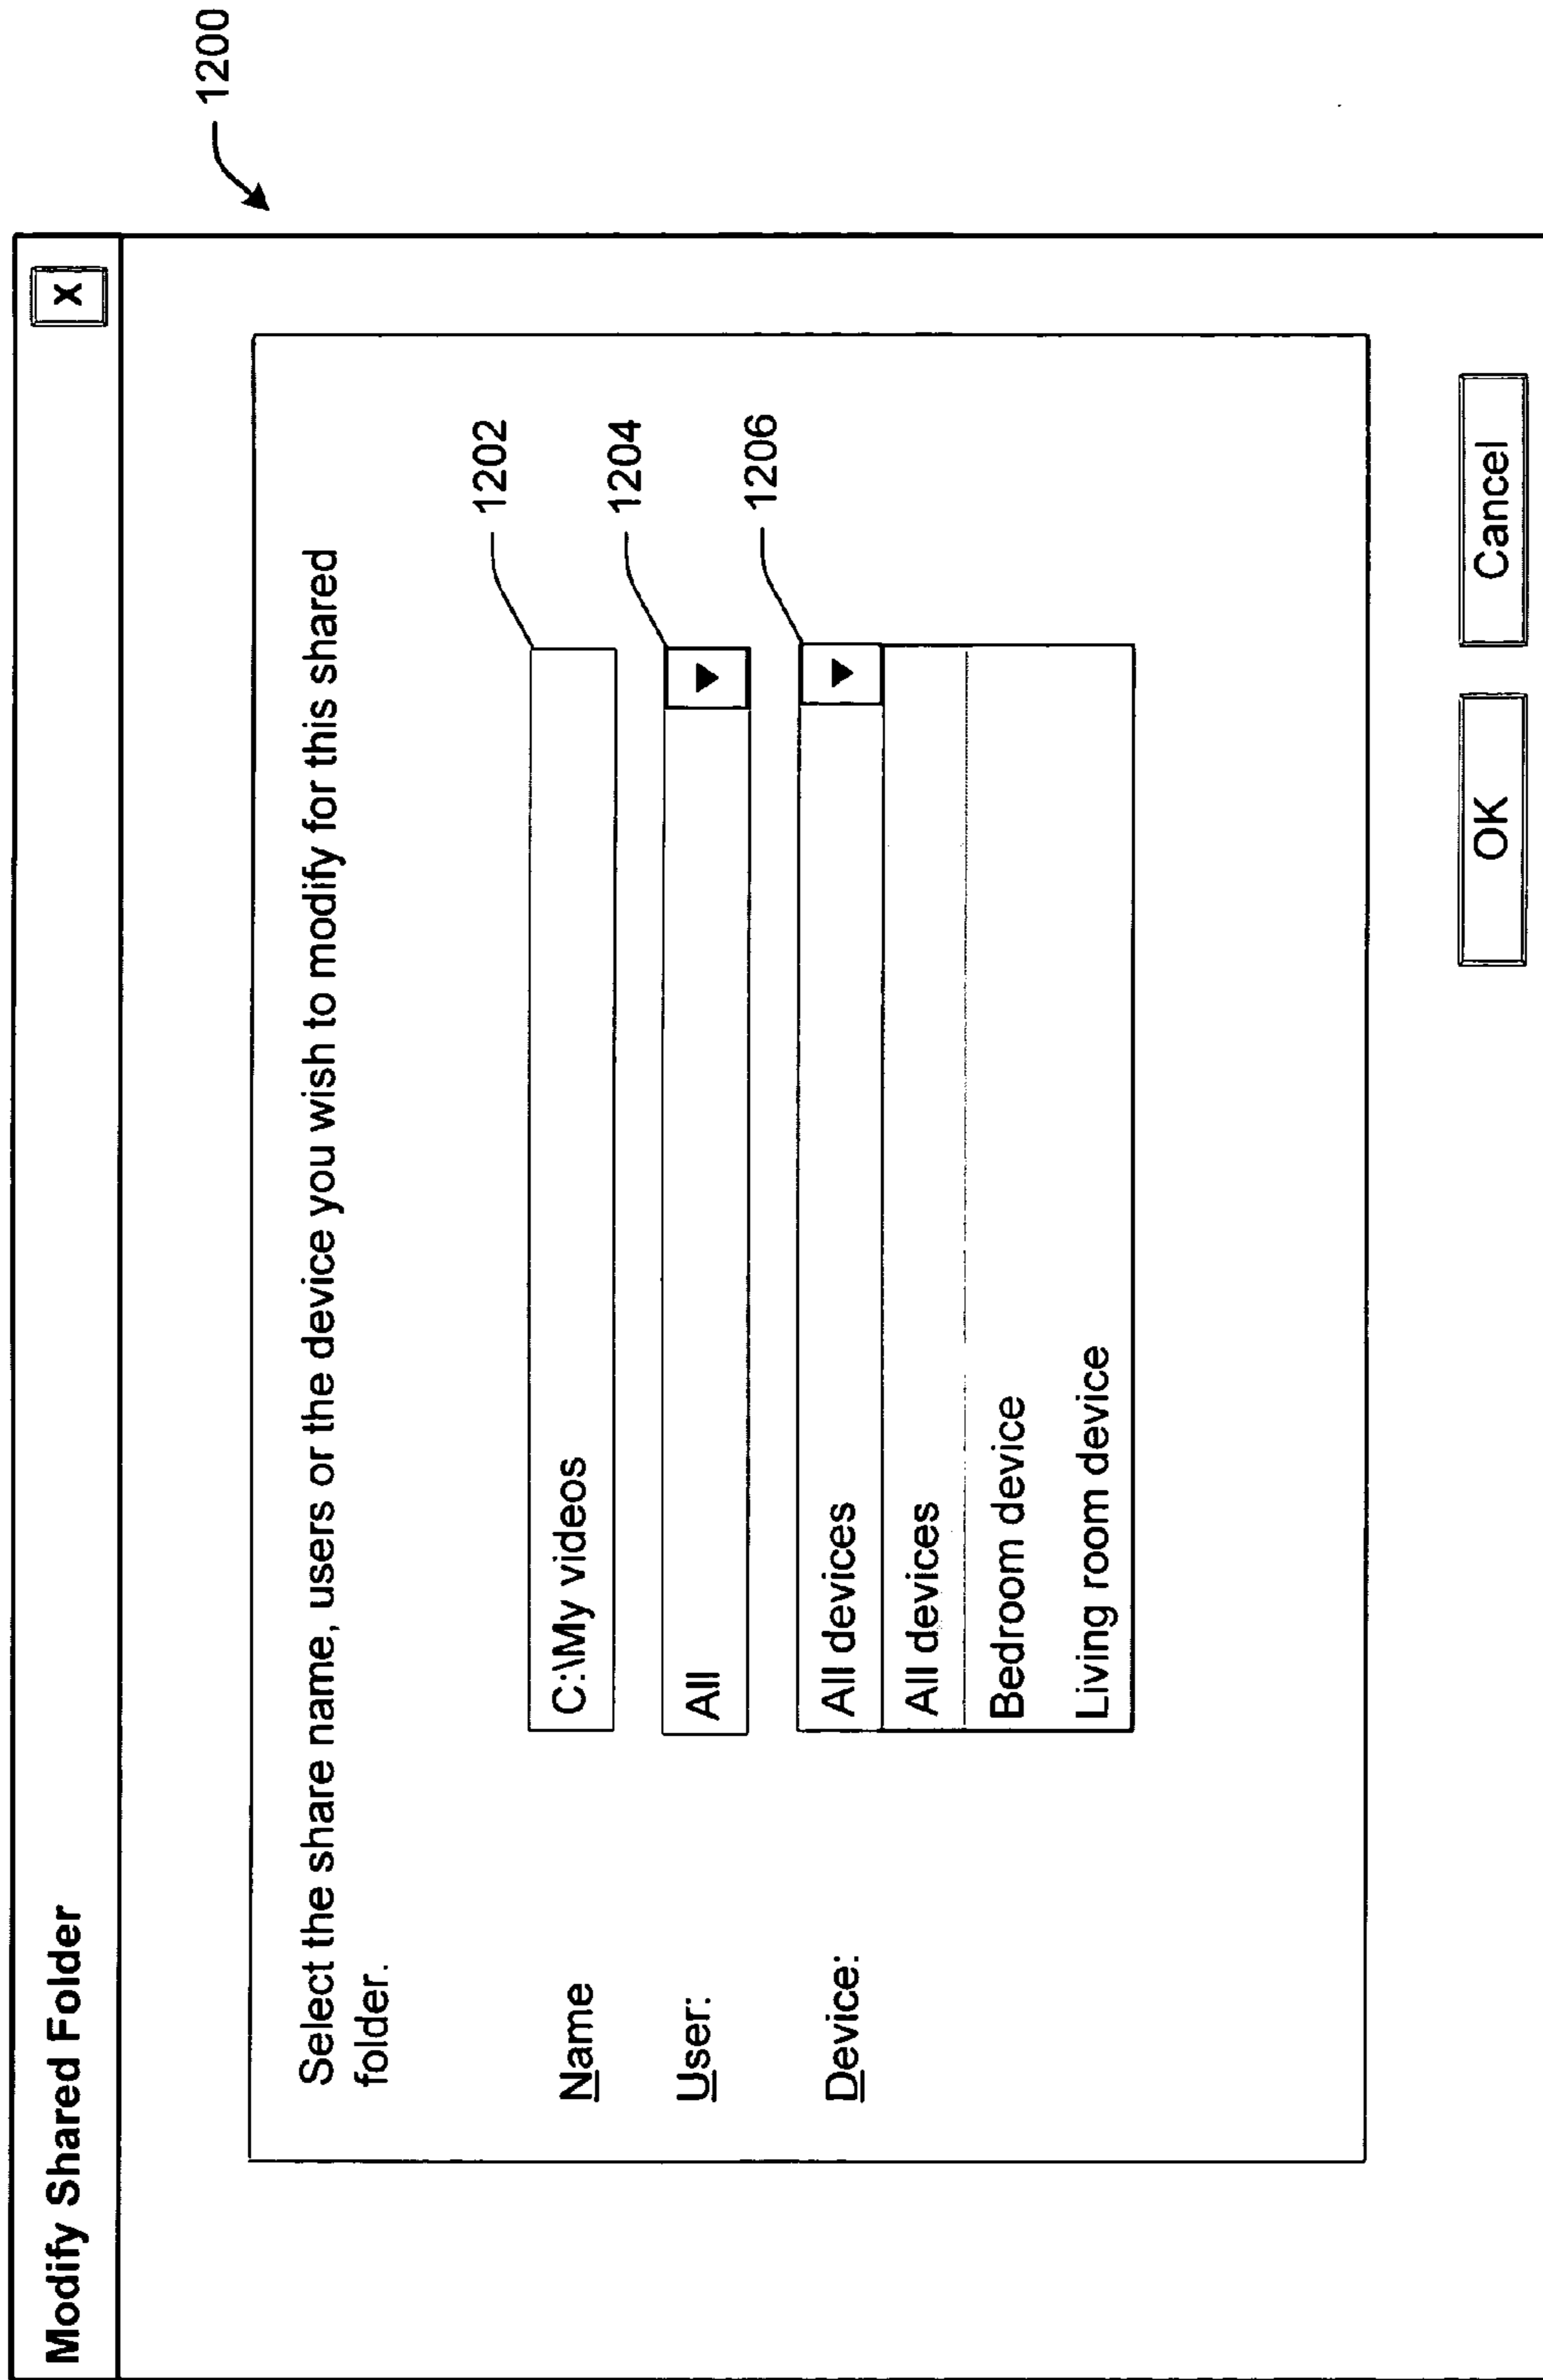 Modify Shared Folder
X
1200
Select the share name, users or the device you wish to modify for this shared
folder.
Name
C:\My videos
1202
User:
All
1204
Device:
All devices
1206
All devices
Bedroom device
Living room device
OK
Cancel